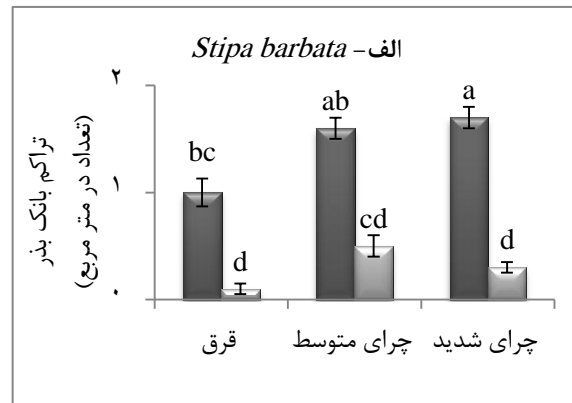 الف- Stipa barbata
تراکم بانک بذر
(تعداد در متر مربع)
۲
۱
۰
bc
d
ab
cd
a
d
قرق
چرای متوسط
چرای شدید